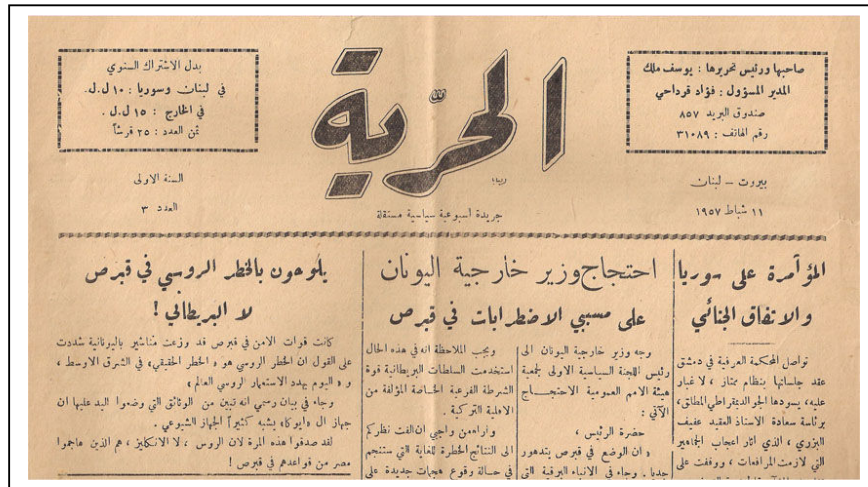 صاحبها ورئيس تحريرها : يوسف ملك
المدير المسؤول : فؤاد قرداحي
صندوق البريد ٨٥٧
رقم الهاتف : ٣١٠٨٩
بيروت – لبنان
١١ شباط ١٩٥٧
الحرية
جريدة أسبوعية سياسية مستقلة
بدل الاشتراك السنوي
في لبنان وسوريا : ١٠ ل.ل.
في الخارج : ١٥ ل.ل.
ثمن العدد : ٢٥ قرشاً
السنة الاولى
العدد ٣
المؤآمرة على سوريا
والاتفاق الجنائي
تواصل المحكمة العرفية في دمشق
عقد جلساتها بنظام ممتاز ، لا غبار
عليه، يسودها الجو الديمقراطي المطلق،
برئاسة سعادة الاستاذ العقيد عفيف
البزري ، الذي اثار اعجاب الجماهير
التي لازمت المرافعات ، ووقفت على
احتجاج وزير خارجية اليونان
على مسببي الاضطرابات في قبرص
وجه وزير خارجية اليونان الى
رئيس اللجنة السياسية الاولى لجمعية
هيئة الامم العمومية الاحتجـــاج
الآتي :
حضرة الرئيس ،
« ان الوضع في قبرص يتدهور
جديا . وجاء في الانباء البرقية التي
ويجب الملاحظة انه في هذه الحال
استخدمت السلطات البريطانية قوة
الشرطة الفرعية الخاصة المؤلفة من
الاقلية التركية .
واراه من واجبي ان الفت نظركم
الى النتائج الخطرة للغاية التي ستنجم
في حالة وقوع هجمات جديدة على
يلوحون بالخطر الروسي في قبرص
لا البريطاني !
كانت قوات الامن في قبرص قد وزعت مناشير باليونانية شددت
على القول ان الخطر الروسي هو « الخطر الحقيقي، في الشرق الاوسط ،
و « اليوم يهدد الاستعمار الروسي العالم »
وجاء في بيان رسمي انه تبين من الوثائق التي وضعوا اليد عليها ان
جهاز ال «ايوكا» يشبه كثيراً الجهاز الشيوعي .
لقد صدفوا هذه المرة لان الروس ، لا الانكليز ، هم الذين هاجموا
مصر من قواعدهم في قبرص !